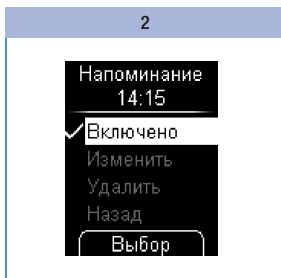 2
Напоминание
14:15
Включено
Изменить
Удалить
Назад
Выбор